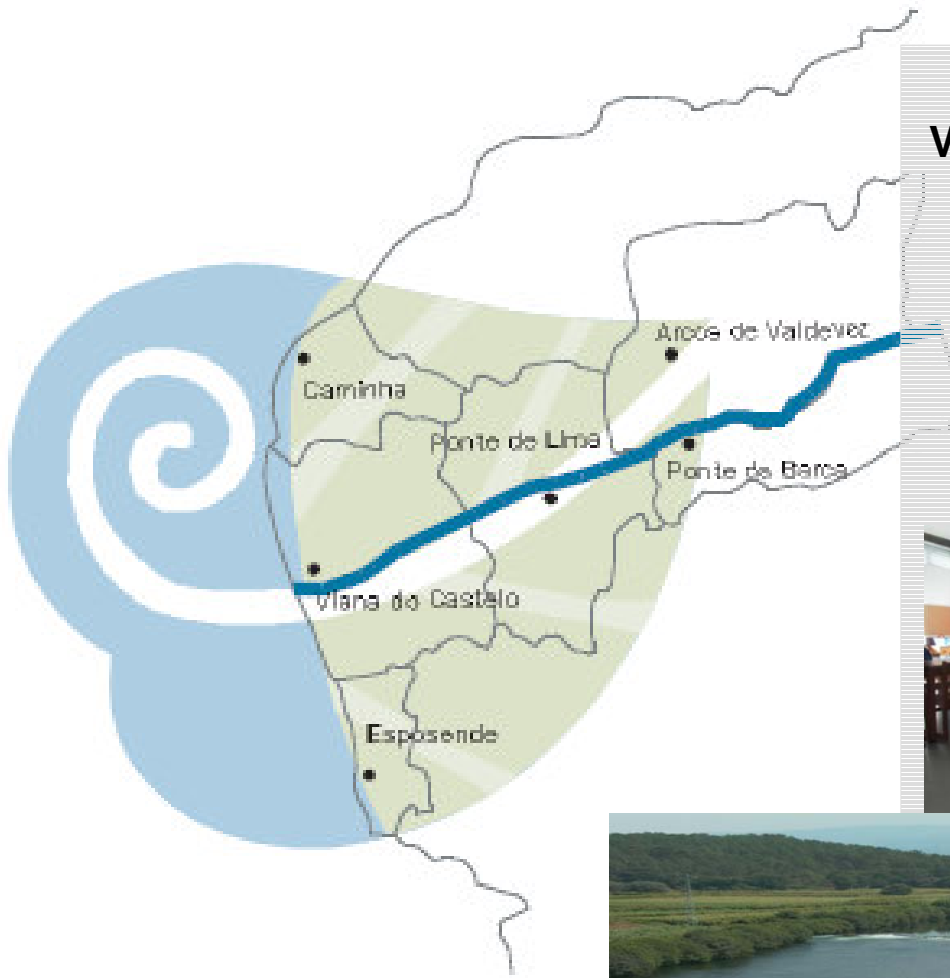 Arcos de Valdevez
Caminha
Ponte de Lima
Ponte da Barca
Viana do Castelo
Esposende